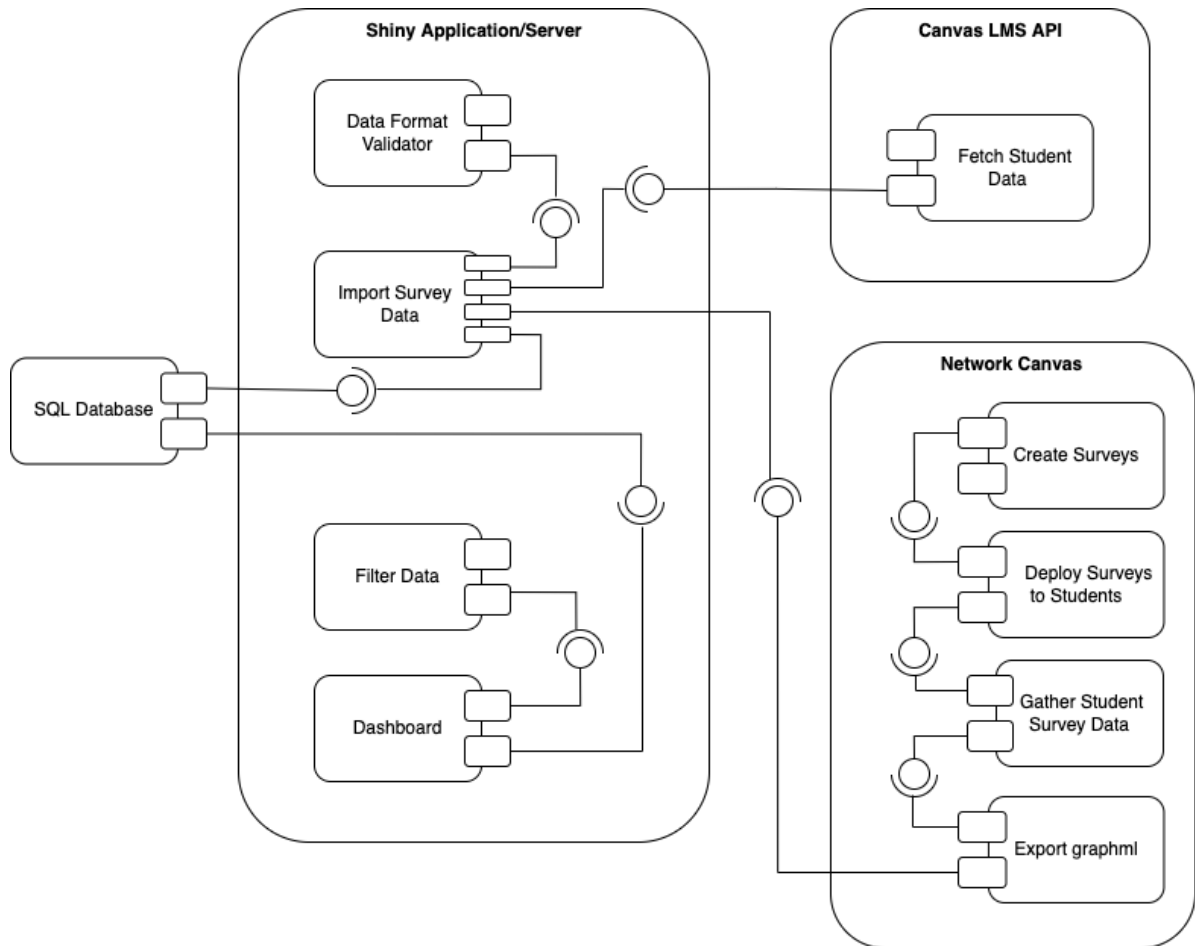 Shiny Application/Server
Data Format
Validator
Import Survey
Data
SQL Database
Filter Data
Dashboard
Canvas LMS API
Fetch Student
Data
Network Canvas
Create Surveys
Deploy Surveys
to Students
Gather Student
Survey Data
Export graphml